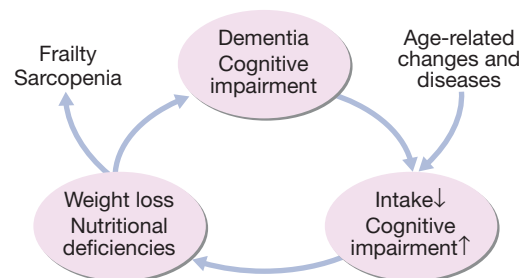 Dementia
Cognitive
impairment
Age-related
changes and
diseases
Frailty
Sarcopenia
Weight loss
Nutritional
deficiencies
Intake↓
Cognitive
impairment↑